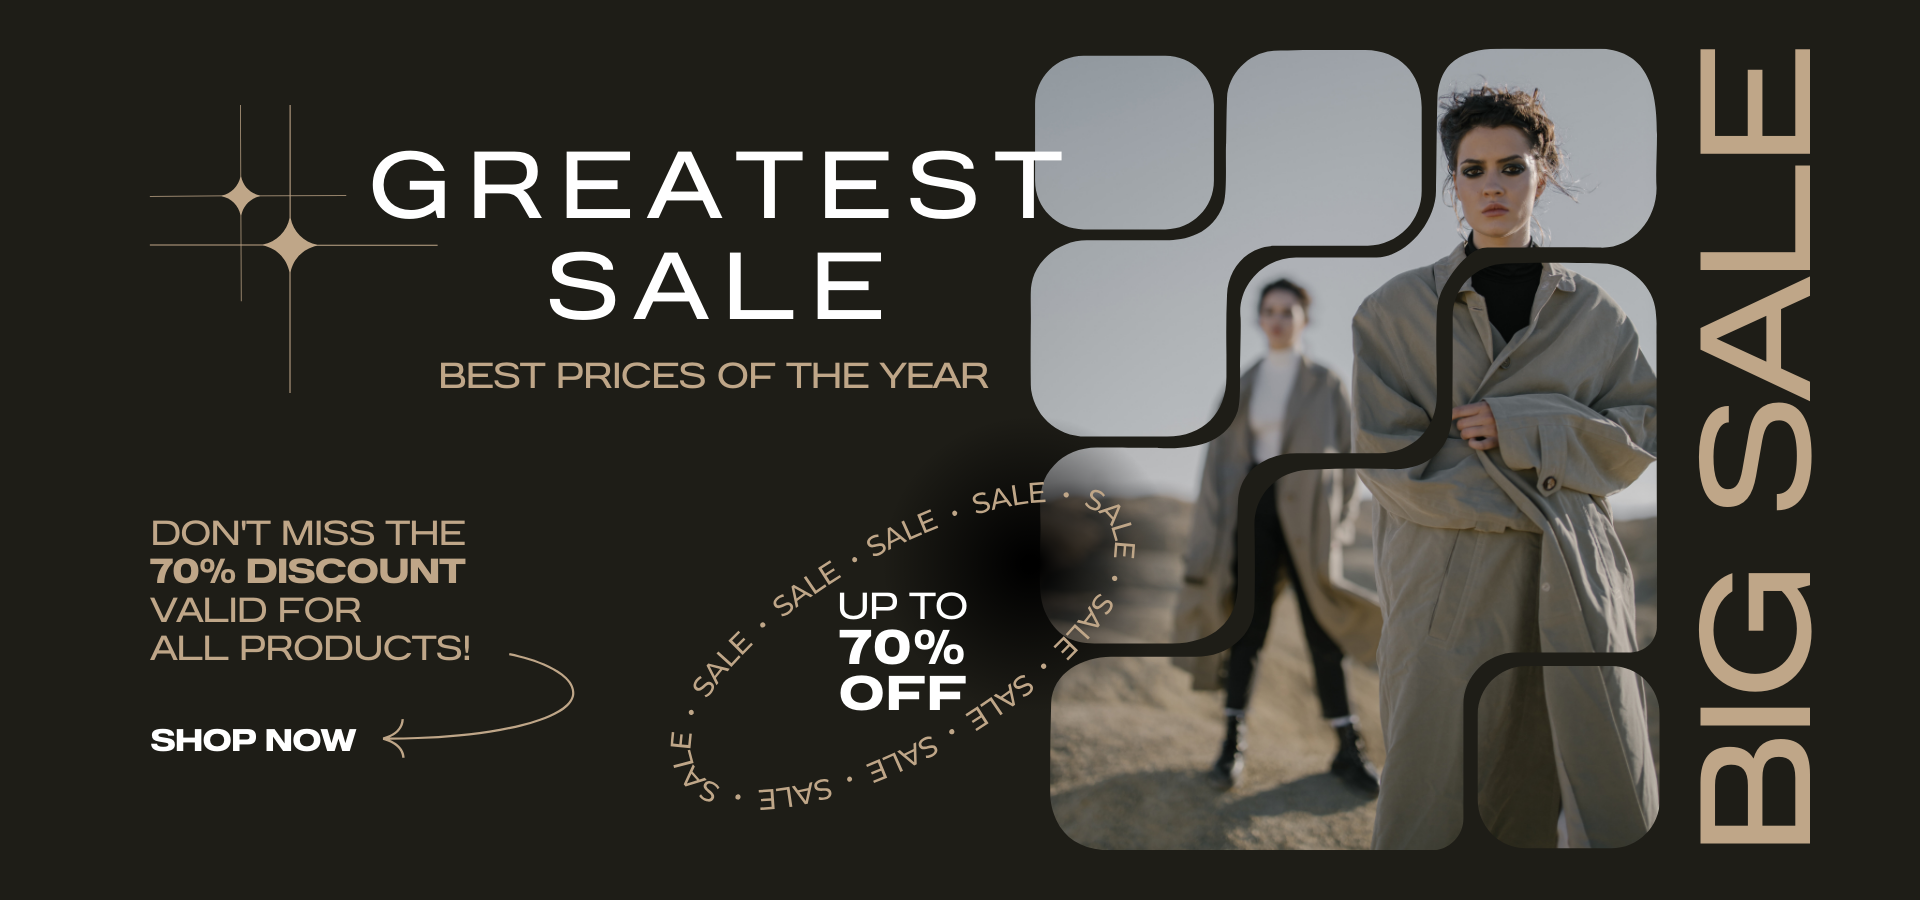 GREATEST
SALE
BEST PRICES OF THE YEAR
DON'T MISS THE
70% DISCOUNT
VALID FOR
ALL PRODUCTS!
SHOP NOW
SALE · SALE · SALE · SALE · SALE · SALE · SALE · SALE · SALE · SALE ·
UP TO
70%
OFF
BIG SALE